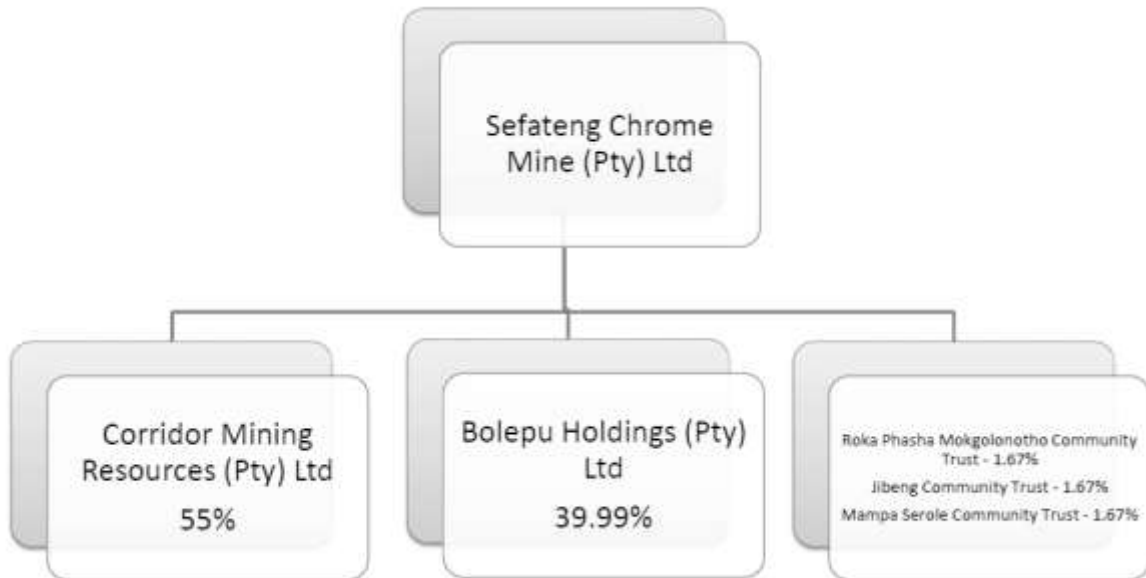 Sefateng Chrome
Mine (Pty) Ltd
Corridor Mining
Resources (Pty) Ltd
55%
Bolepu Holdings (Pty)
Ltd
39.99%
Roka Phasha Mokgolonotho Community
Trust - 1.67%
Jibeng Community Trust - 1.67%
Mampa Serole Community Trust - 1.67%